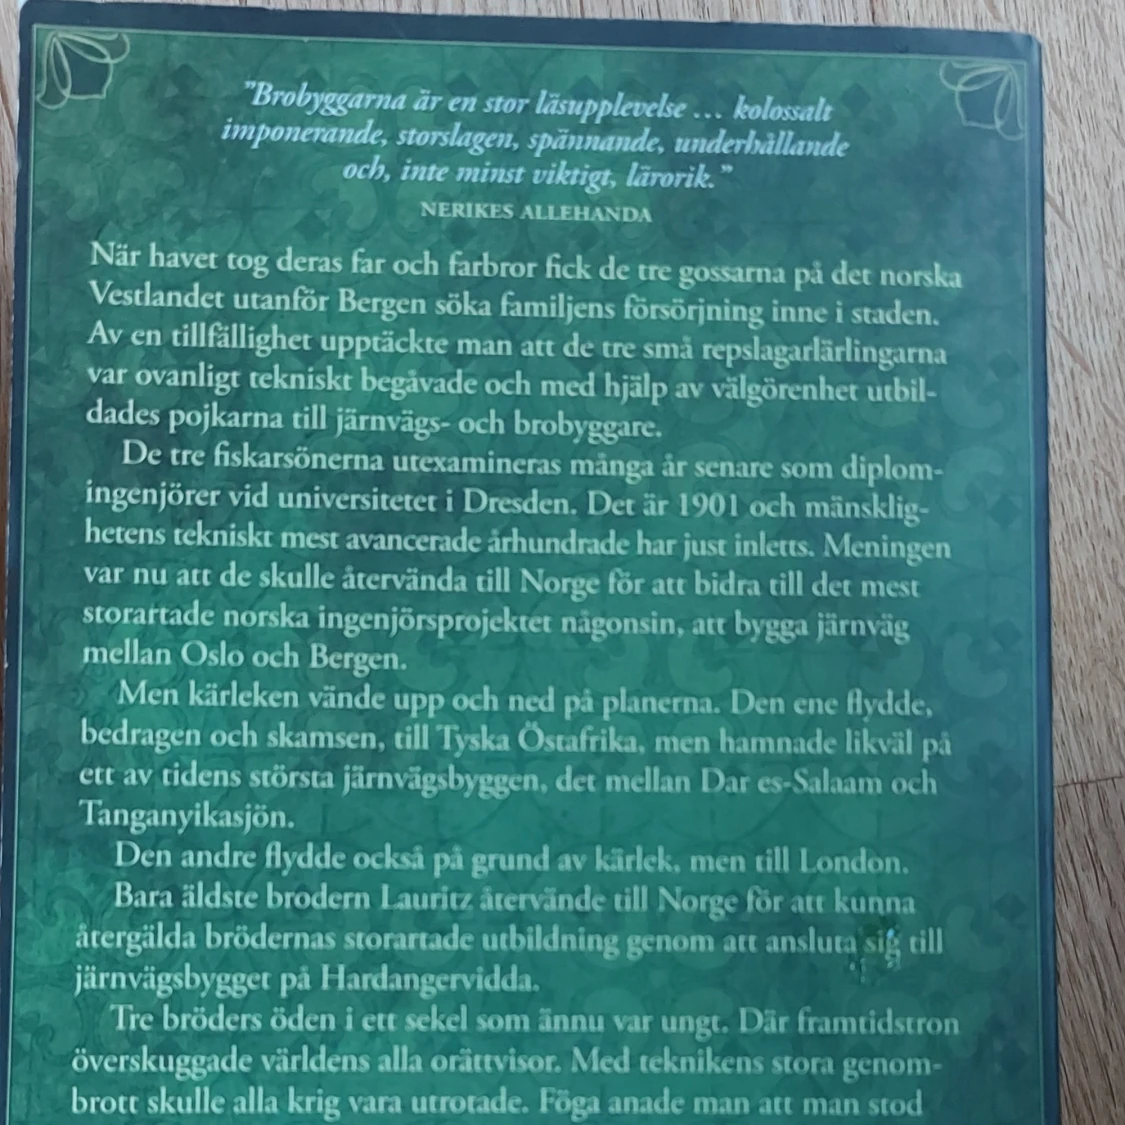 "Brobyggarna är en stor läsupplevelse ... kolossalt
imponerande, storslagen, spännande, underhållande
och, inte minst viktigt, lärorik."
NERIKES ALLEHANDA
När havet tog deras far och farbror fick de tre gossarna på det norska
Vestlandet utanför Bergen söka familjens försörjning inne i staden.
Av en tillfällighet upptäckte man att de tre små repslagarlärlingarna
var ovanligt tekniskt begåvade och med hjälp av välgörenhet utbil-
dades pojkarna till järnvägs- och brobyggare.
De tre fiskarsönerna utexamineras många år senare som diplom-
ingenjörer vid universitetet i Dresden. Det är 1901 och mänsklig-
hetens tekniskt mest avancerade århundrade har just inletts. Meningen
var nu att de skulle återvända till Norge för att bidra till det mest
storartade norska ingenjörsprojektet någonsin, att bygga järnväg
mellan Oslo och Bergen.
Men kärleken vände upp och ned på planerna. Den ene flydde,
bedragen och skamsen, till Tyska Östafrika, men hamnade likväl på
ett av tidens största järnvägsbyggen, det mellan Dar es-Salaam och
Tanganyikasjön.
Den andre flydde också på grund av kärlek, men till London.
Bara äldste brodern Lauritz återvände till Norge för att kunna
återgälda brödernas storartade utbildning genom att ansluta sig till
järnvägsbygget på Hardangervidda.
Tre bröders öden i ett sekel som ännu var ungt. Där framtidstron
överskuggade världens alla orättvisor. Med teknikens stora genom-
brott skulle alla krig vara utrotade. Föga anade man att man stod